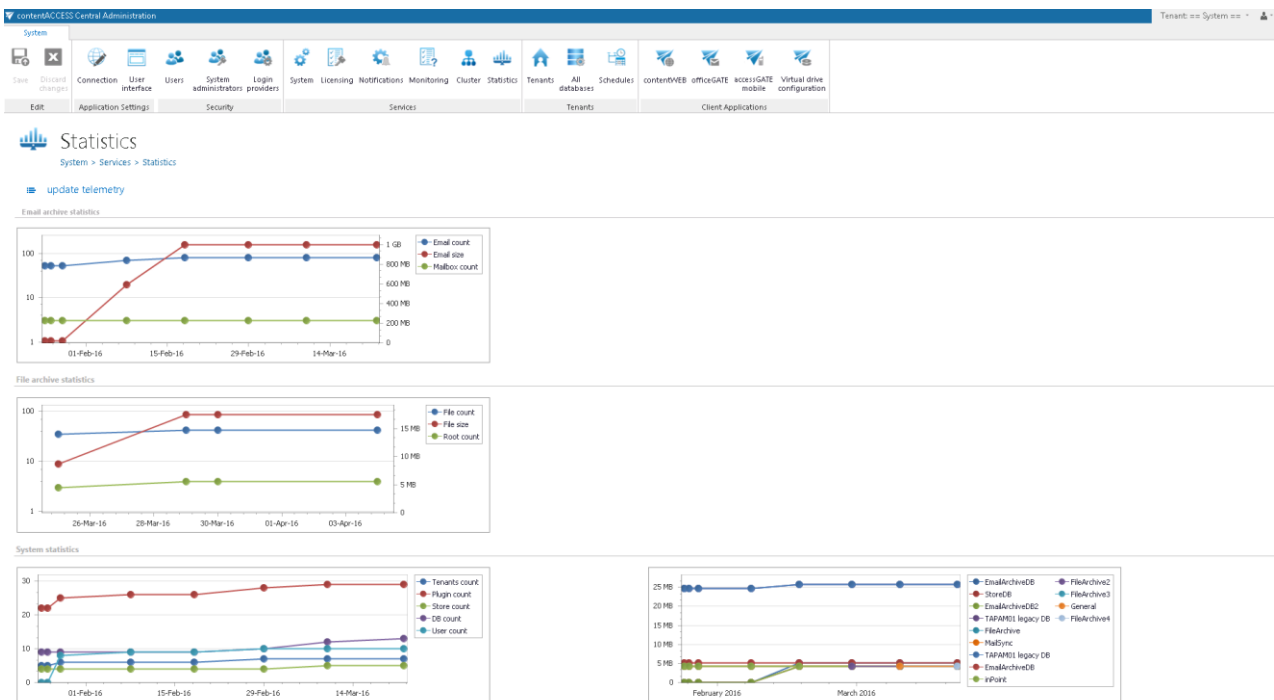 contentACCESS Central Administration
Tenant: == System ==
System
Save
Discard changes
Connection
User interface
Users
System administrators
Login providers
System
Licensing
Notifications
Monitoring
Cluster
Statistics
Tenants
All databases
Schedules
contentWEB
officeGATE
accessGATE mobile
Virtual drive configuration
Edit
Application Settings
Security
Services
Tenants
Client Applications
Statistics
System > Services > Statistics
update telemetry
Email archive statistics
100
10
1
1 GB
800 MB
600 MB
400 MB
200 MB
0
01-Feb-16
15-Feb-16
29-Feb-16
14-Mar-16
Email count
Email size
Mailbox count
File archive statistics
100
10
1
15 MB
10 MB
5 MB
0
26-Mar-16
28-Mar-16
30-Mar-16
01-Apr-16
03-Apr-16
File count
File size
Root count
System statistics
30
20
10
0
01-Feb-16
15-Feb-16
29-Feb-16
14-Mar-16
Tenants count
Plugin count
Store count
DB count
User count
25 MB
20 MB
15 MB
10 MB
5 MB
0
February 2016
March 2016
EmailArchiveDB
StoreDB
EmailArchiveDB2
TAPAM01 legacy DB
FileArchive
MailSync
TAPAM01 legacy DB
EmailArchiveDB
inPoint
FileArchive2
FileArchive3
General
FileArchive4